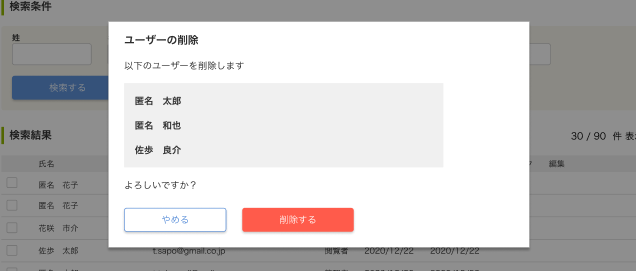 検索条件
姓
検索する
ユーザーの削除
以下のユーザーを削除します
匿名 太郎
匿名 和也
佐歩 良介
よろしいですか？
やめる 削除する
検索結果
30 / 90 件 表
氏名 編集
匿名 花子
匿名 花子
花咲 市介
佐歩 太郎 t.sapo@gmail.co.jp 閲覧者 2020/12/22 2020/12/22